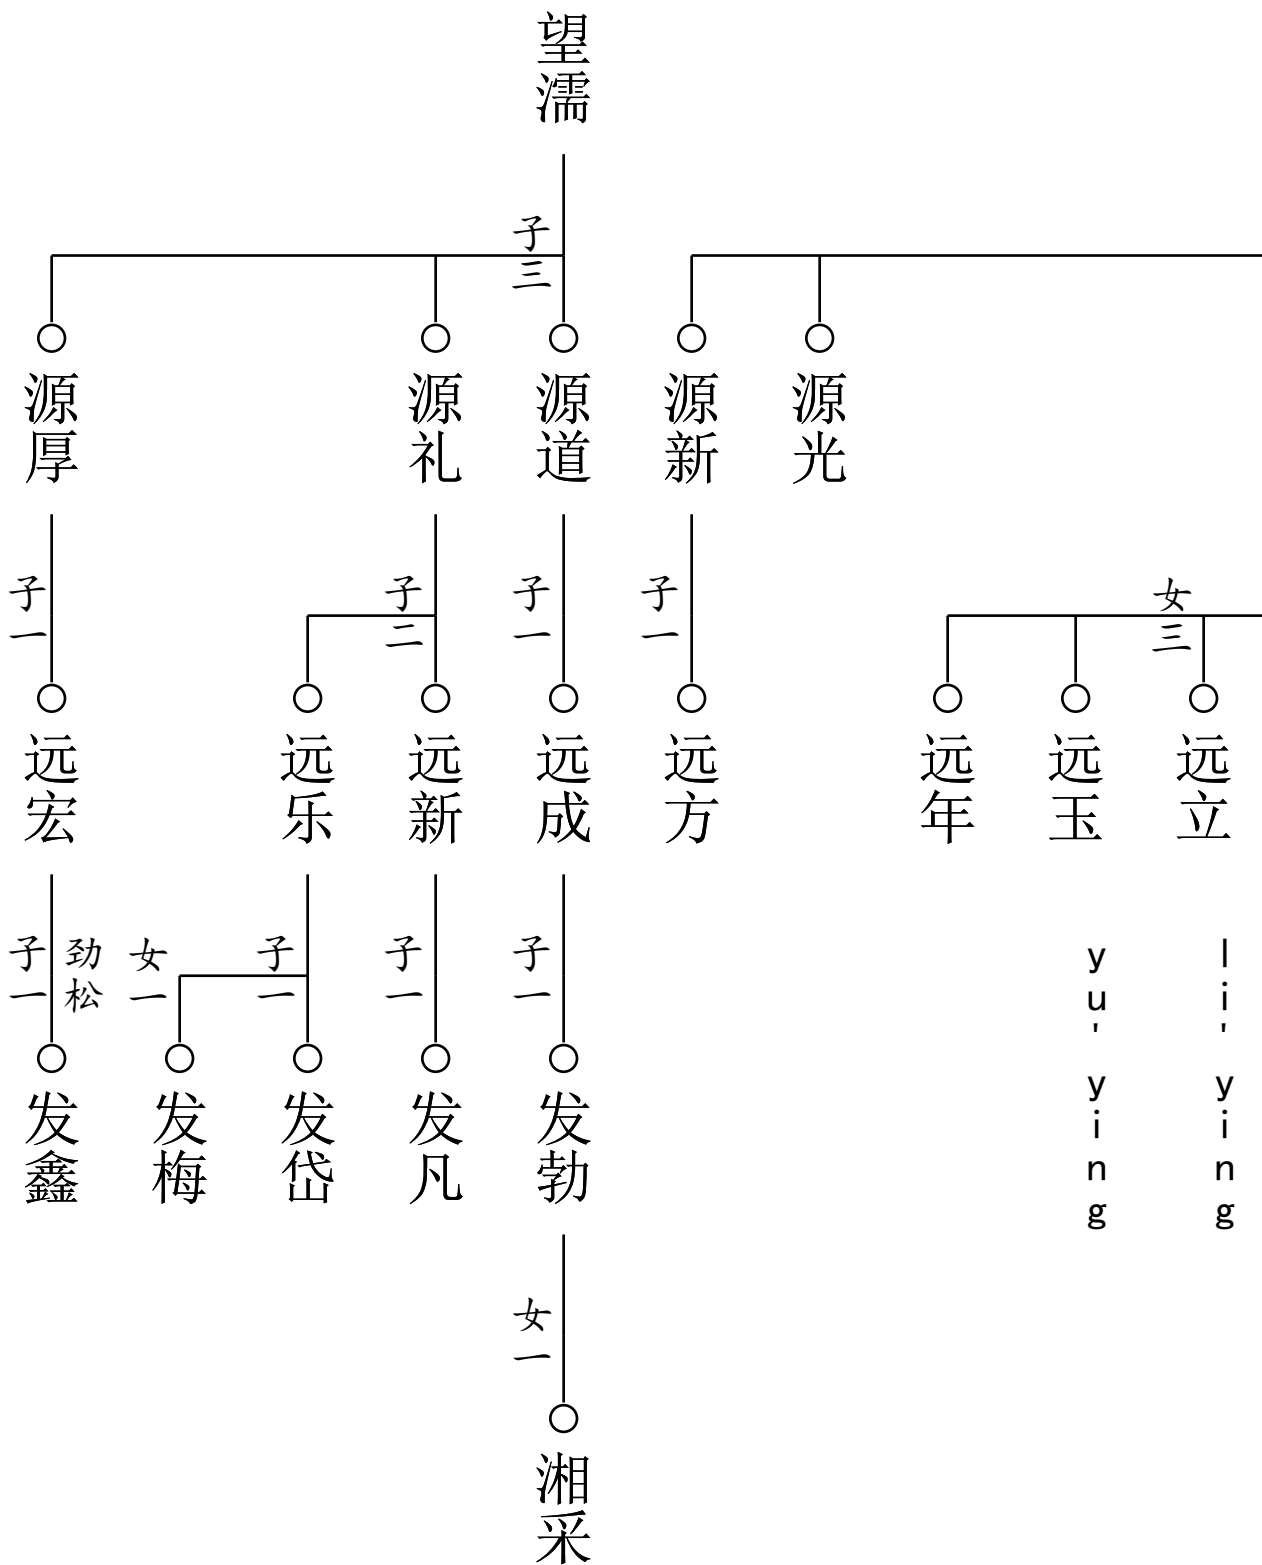 望濡
子三
源厚
源礼
源道
源新
源光
子一
子二
子一
子一
女三
远宏
远乐
远新
远成
远方
远年
远玉
远立
子一
劲松
女一
子一
子一
子一
yu'ying
li'ying
发鑫
发梅
发岱
发凡
发勃
女一
湘采